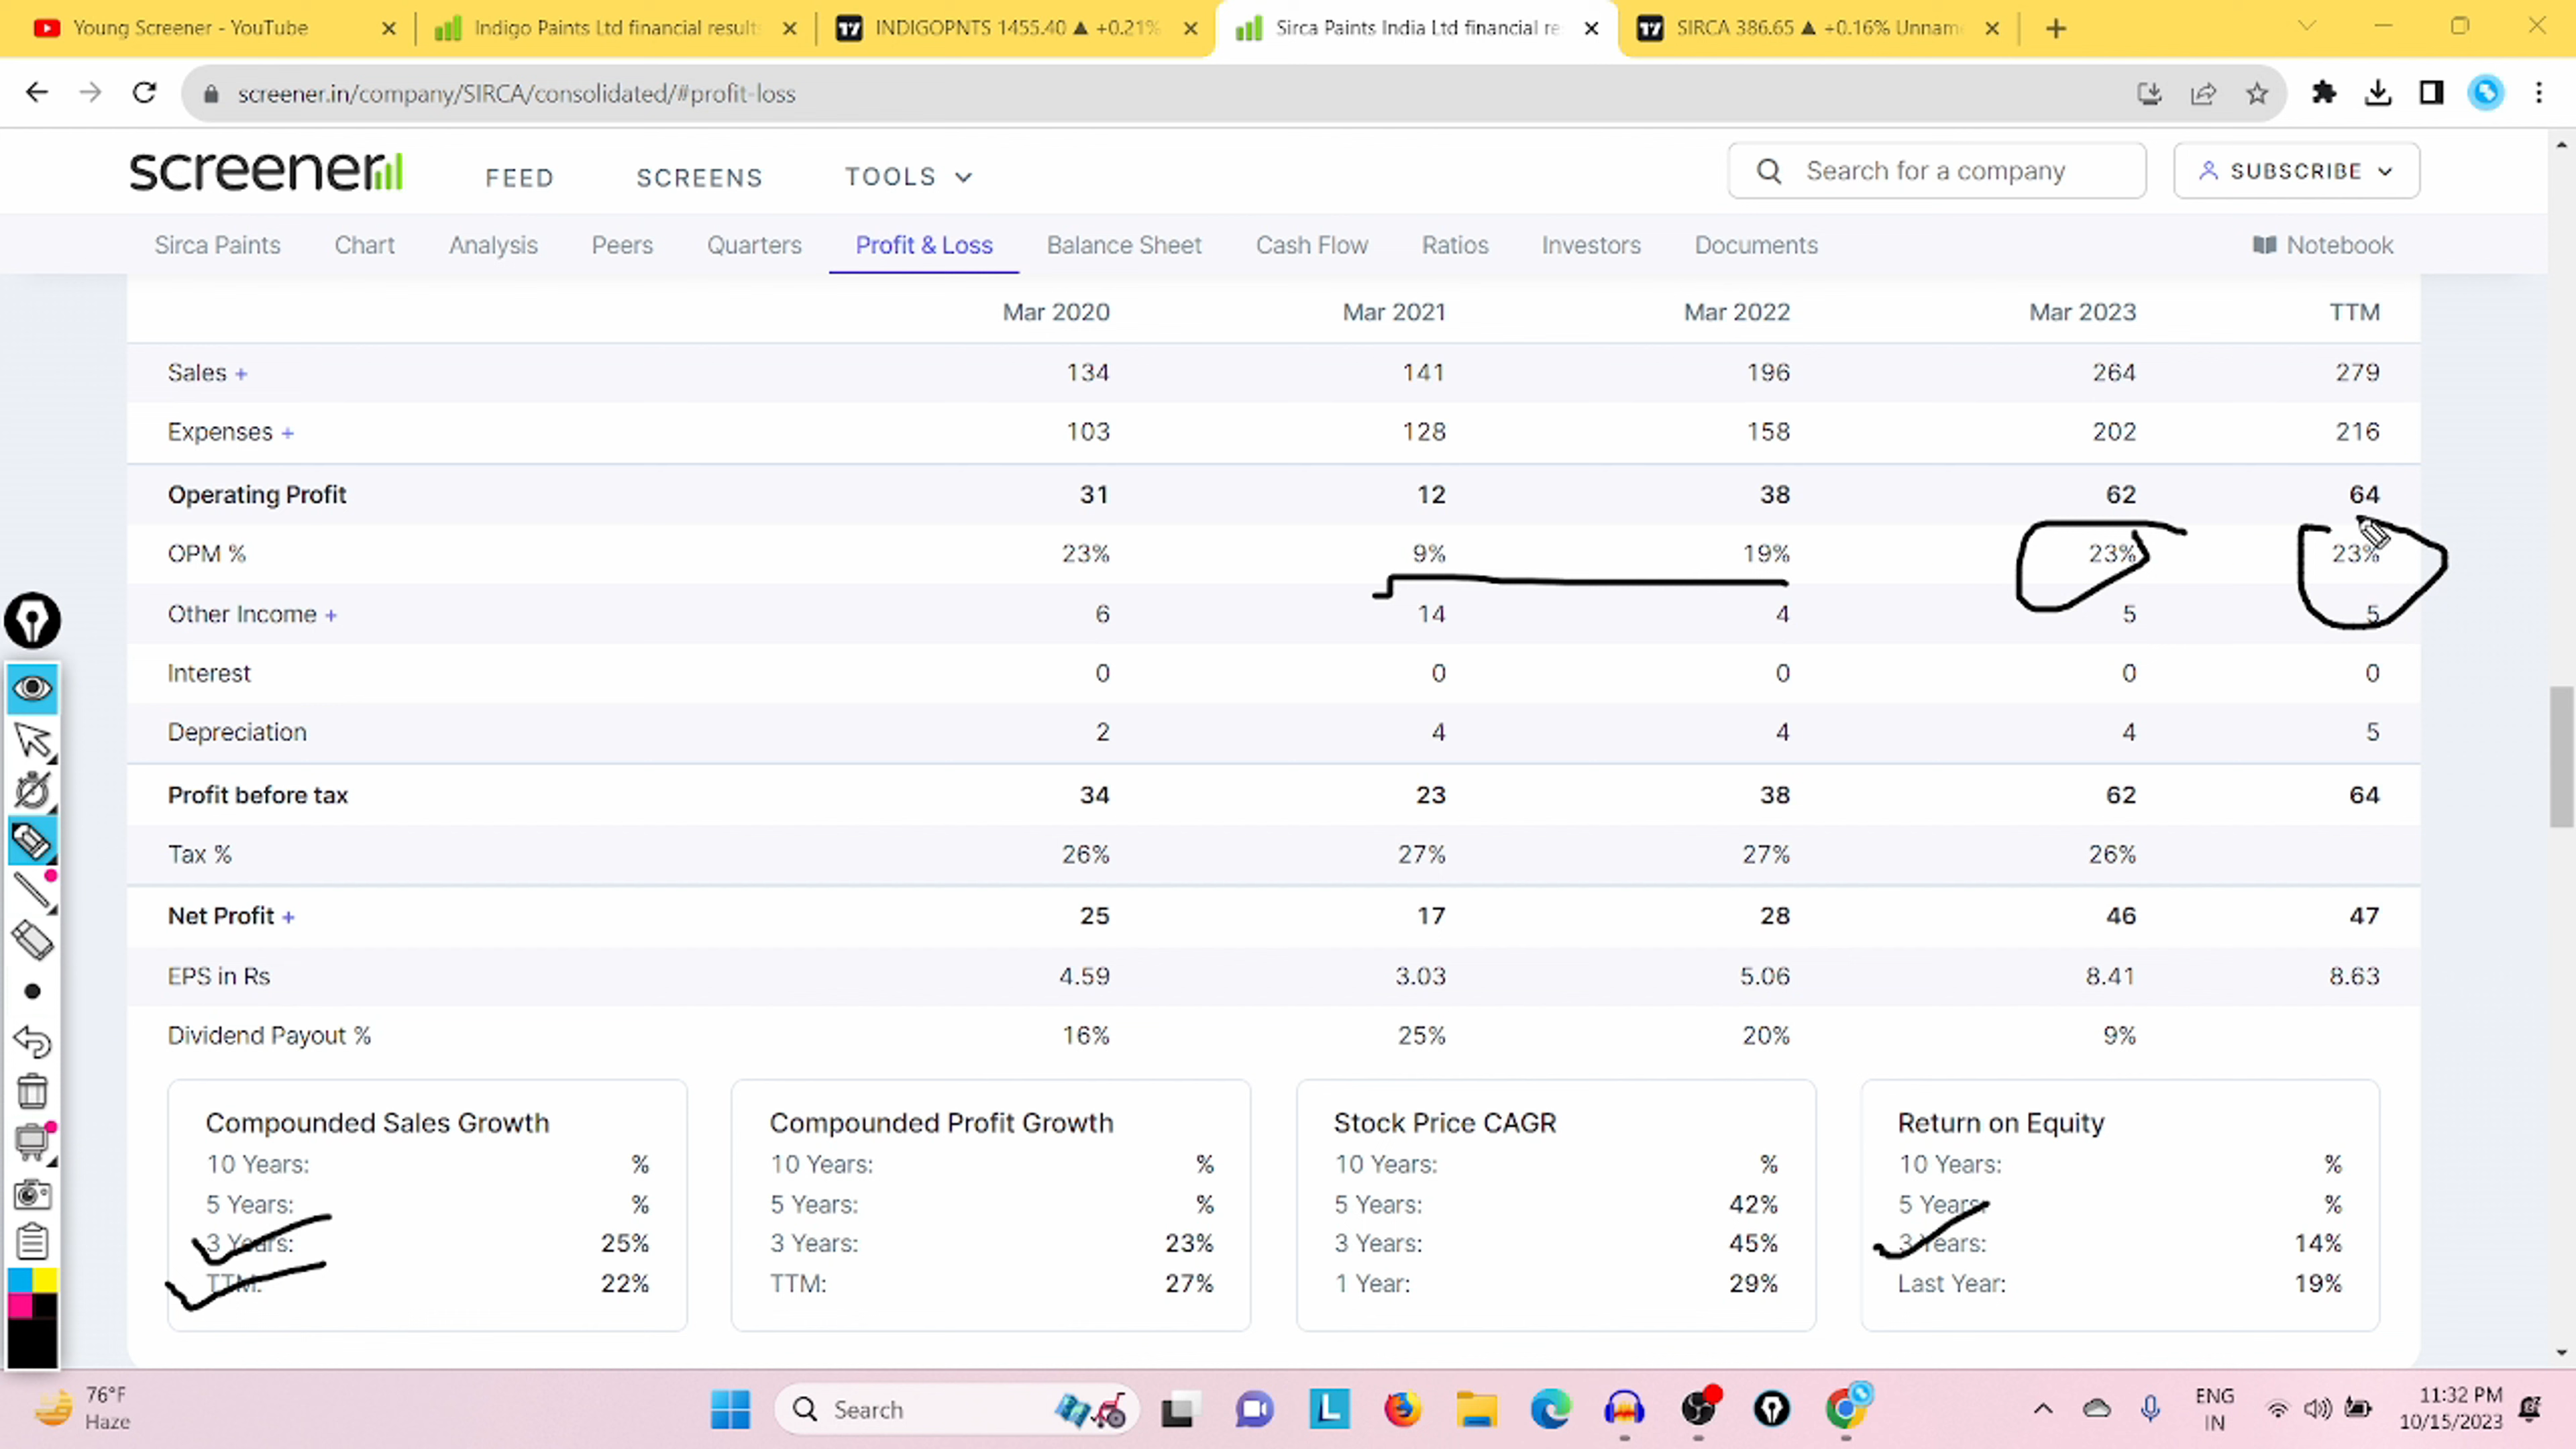 Young Screener - YouTube
Indigo Paints Ltd financial results
INDIGOPNTS 1455.40 ▲ +0.21%
Sirca Paints India Ltd financial re
SIRCA 386.65 ▲ +0.16% Unnam
screener.in/company/SIRCA/consolidated/#profit-loss
screener
FEED SCREENS TOOLS
Search for a company
SUBSCRIBE
Sirca Paints Chart Analysis Peers Quarters Profit & Loss Balance Sheet Cash Flow Ratios Investors Documents Notebook
Mar 2020 Mar 2021 Mar 2022 Mar 2023 TTM
Sales + 134 141 196 264 279
Expenses + 103 128 158 202 216
Operating Profit 31 12 38 62 64
OPM % 23% 9% 19% 23% 23%
Other Income + 6 14 4 5 5
Interest 0 0 0 0 0
Depreciation 2 4 4 4 5
Profit before tax 34 23 38 62 64
Tax % 26% 27% 27% 26%
Net Profit + 25 17 28 46 47
EPS in Rs 4.59 3.03 5.06 8.41 8.63
Dividend Payout % 16% 25% 20% 9%
Compounded Sales Growth
10 Years: %
5 Years: %
3 Years: 25%
TTM: 22%
Compounded Profit Growth
10 Years: %
5 Years: %
3 Years: 23%
TTM: 27%
Stock Price CAGR
10 Years: %
5 Years: 42%
3 Years: 45%
1 Year: 29%
Return on Equity
10 Years: %
5 Years: %
3 Years: 14%
Last Year: 19%
76°F
Haze
Search
L
ENG
IN
11:32 PM
10/15/2023